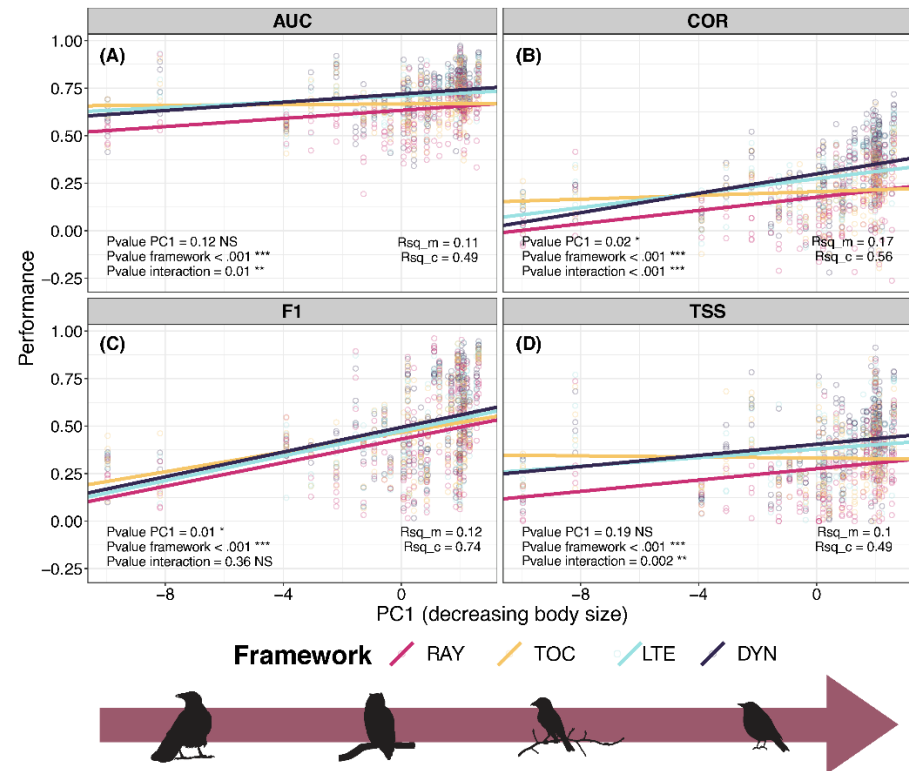 AUC
COR
(A)
(B)
1.00
0.75
0.50
0.25
0.00
−0.25
Pvalue PC1 = 0.12 NS
Pvalue framework < .001 ***
Pvalue interaction = 0.01 **
Rsq_m = 0.11
Rsq_c = 0.49
Pvalue PC1 = 0.02 *
Pvalue framework < .001 ***
Pvalue interaction < .001 ***
Rsq_m = 0.17
Rsq_c = 0.56
Performance
F1
TSS
(C)
(D)
1.00
0.75
0.50
0.25
0.00
−0.25
Pvalue PC1 = 0.01 *
Pvalue framework < .001 ***
Pvalue interaction = 0.36 NS
Rsq_m = 0.12
Rsq_c = 0.74
Pvalue PC1 = 0.19 NS
Pvalue framework < .001 ***
Pvalue interaction = 0.002 **
Rsq_m = 0.1
Rsq_c = 0.49
−8 −4 0 −8 −4 0
PC1 (decreasing body size)
Framework RAY TOC LTE DYN